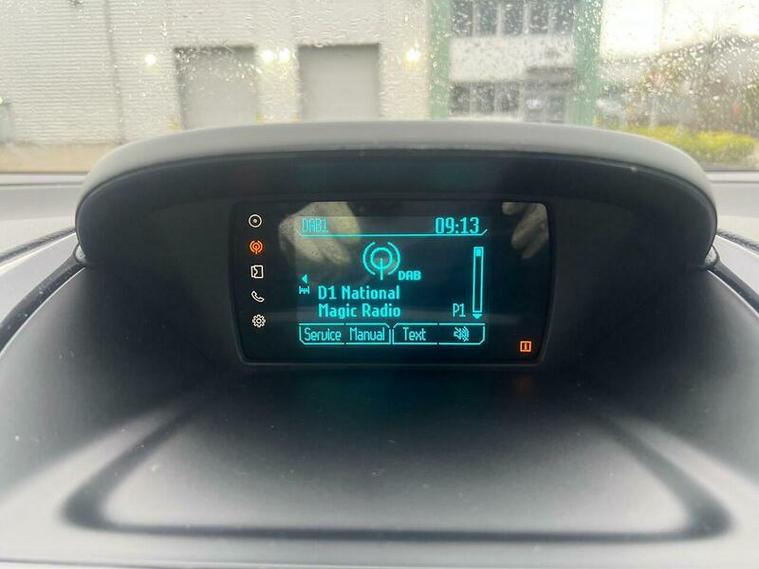 DAB1 09:13
DAB
D1 National
Magic Radio P1
Service Manual Text